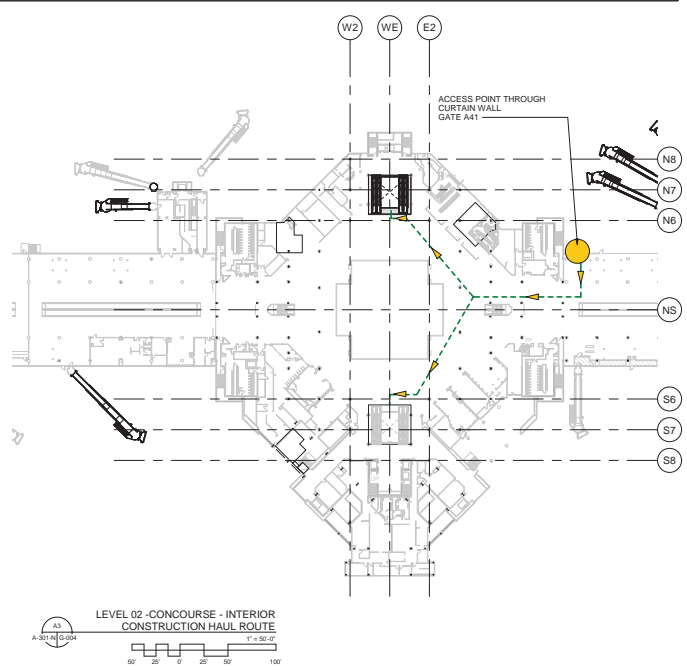 W2 WE E2
ACCESS POINT THROUGH
CURTAIN WALL
GATE A41
N8
N7
N6
NS
S6
S7
S8
A3
A-301-N G-004
LEVEL 02 -CONCOURSE - INTERIOR
CONSTRUCTION HAUL ROUTE
1" = 50'-0"
50' 25' 0' 25' 50' 100'